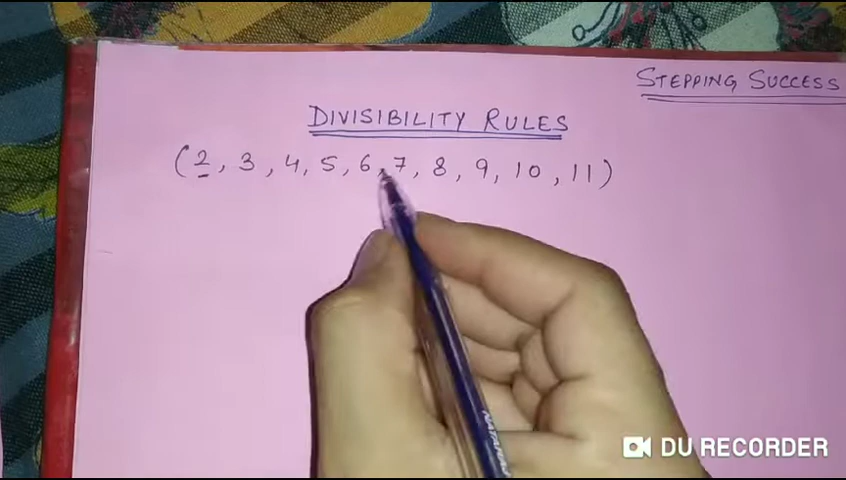 STEPPING SUCCESS
DIVISIBILITY RULES
(2, 3, 4, 5, 6, 7, 8, 9, 10, 11)
DU RECORDER